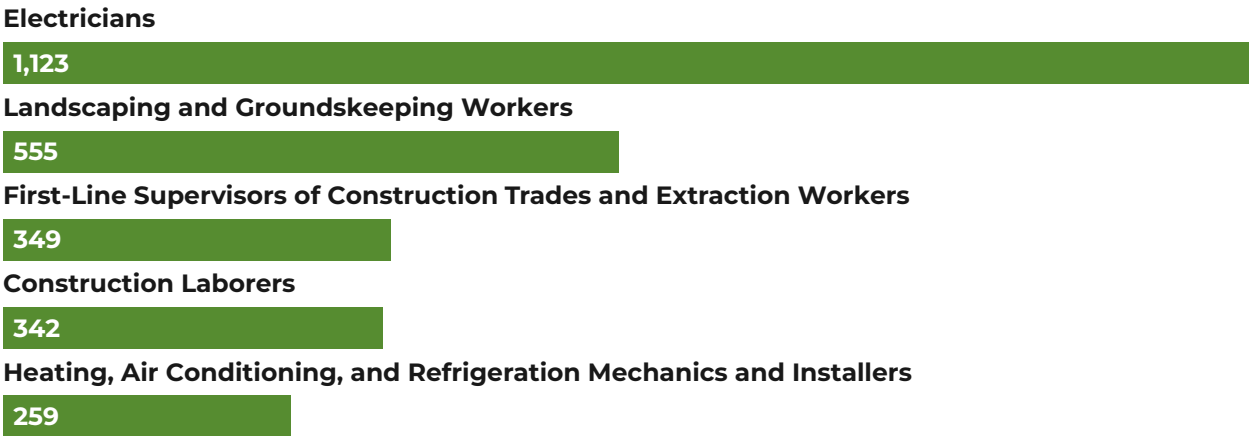 Electricians
1,123
Landscaping and Groundskeeping Workers
555
First-Line Supervisors of Construction Trades and Extraction Workers
349
Construction Laborers
342
Heating, Air Conditioning, and Refrigeration Mechanics and Installers
259